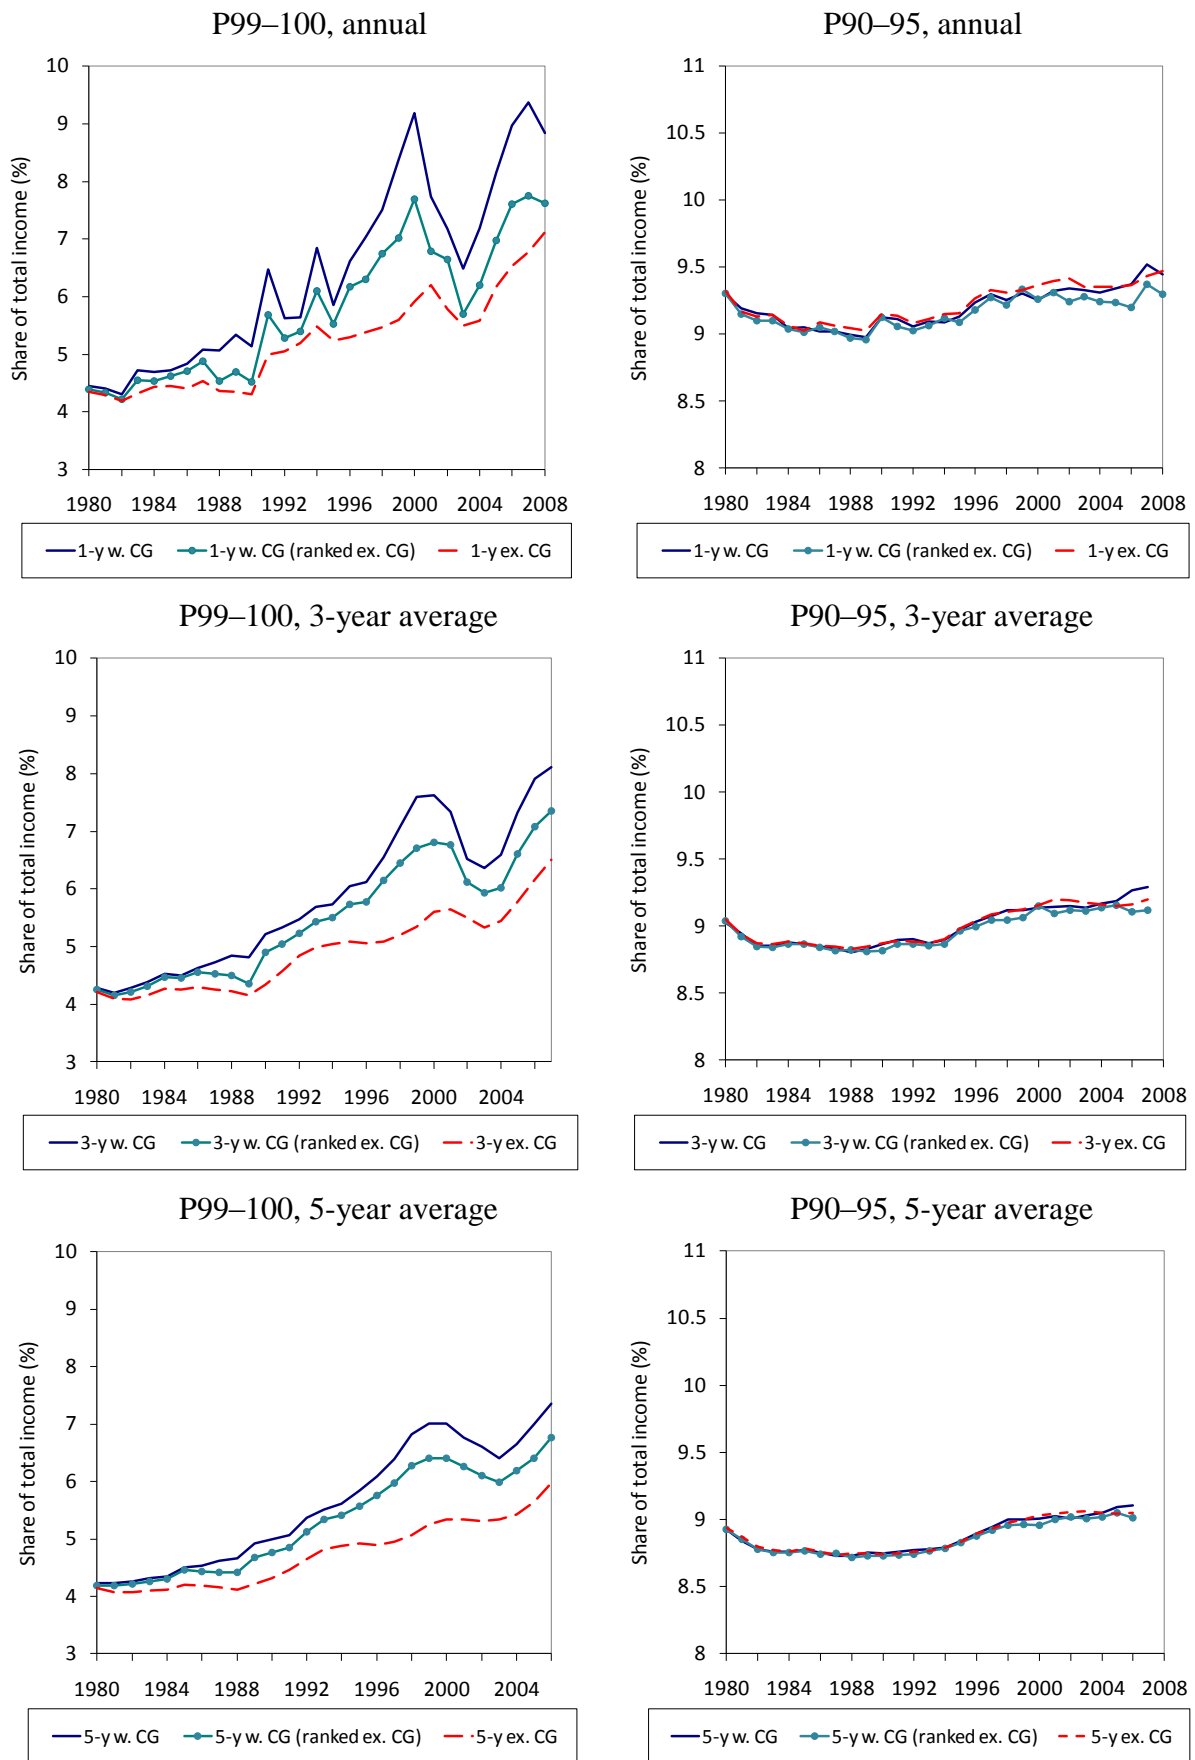 P99–100, annual
Share of total income (%)
10
9
8
7
6
5
4
3
1980 1984 1988 1992 1996 2000 2004 2008
1-y w. CG 1-y w. CG (ranked ex. CG) 1-y ex. CG
P90–95, annual
Share of total income (%)
11
10.5
10
9.5
9
8.5
8
1980 1984 1988 1992 1996 2000 2004 2008
1-y w. CG 1-y w. CG (ranked ex. CG) 1-y ex. CG
P99–100, 3-year average
Share of total income (%)
10
9
8
7
6
5
4
3
1980 1984 1988 1992 1996 2000 2004
3-y w. CG 3-y w. CG (ranked ex. CG) 3-y ex. CG
P90–95, 3-year average
Share of total income (%)
11
10.5
10
9.5
9
8.5
8
1980 1984 1988 1992 1996 2000 2004 2008
3-y w. CG 3-y w. CG (ranked ex. CG) 3-y ex. CG
P99–100, 5-year average
Share of total income (%)
10
9
8
7
6
5
4
3
1980 1984 1988 1992 1996 2000 2004
5-y w. CG 5-y w. CG (ranked ex. CG) 5-y ex. CG
P90–95, 5-year average
Share of total income (%)
11
10.5
10
9.5
9
8.5
8
1980 1984 1988 1992 1996 2000 2004 2008
5-y w. CG 5-y w. CG (ranked ex. CG) 5-y ex. CG